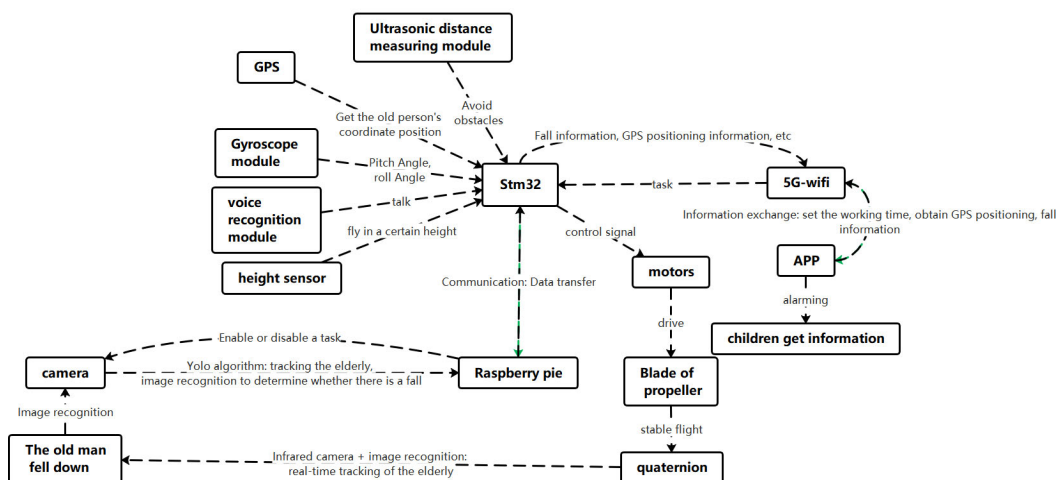 Ultrasonic distance
measuring module
GPS
Avoid
obstacles
Get the old person's
coordinate position
Fall information, GPS positioning information, etc
Gyroscope
module
Pitch Angle,
roll Angle
Stm32
task
5G-wifi
voice
recognition
module
talk
Information exchange: set the working time, obtain GPS positioning, fall
information
fly in a certain height
control signal
height sensor
motors
APP
Communication: Data transfer
alarming
drive
children get information
Enable or disable a task
camera
Yolo algorithm: tracking the elderly,
image recognition to determine whether there is a fall
Raspberry pie
Blade of
propeller
Image recognition
stable flight
The old man
fell down
Infrared camera + image recognition:
real-time tracking of the elderly
quaternion